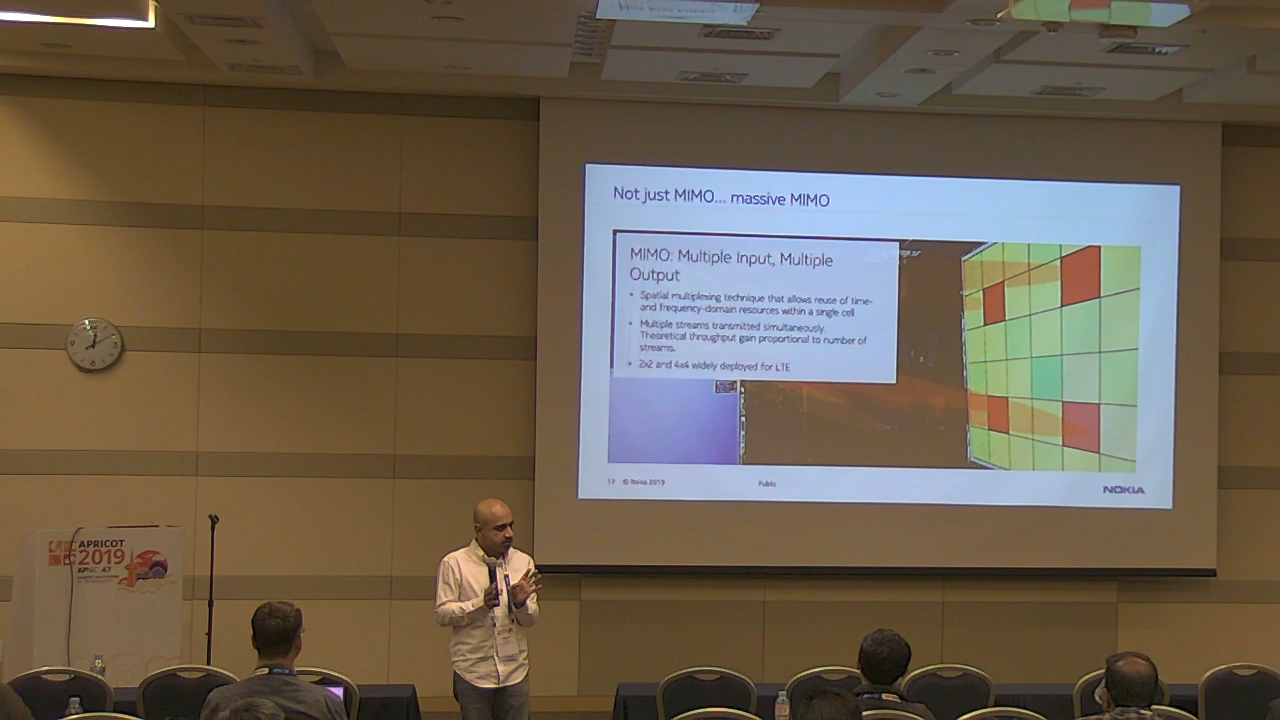 Not just MIMO... massive MIMO
MIMO: Multiple Input, Multiple
Output
• Spatial multiplexing technique that allows reuse of time-
and frequency-domain resources within a single cell
• Multiple streams transmitted simultaneously.
Theoretical throughput gain proportional to number of
streams.
• 2x2 and 4x4 widely deployed for LTE
17 © Nokia 2019
Public
NOKIA
APRICOT
2019
APNIC 47